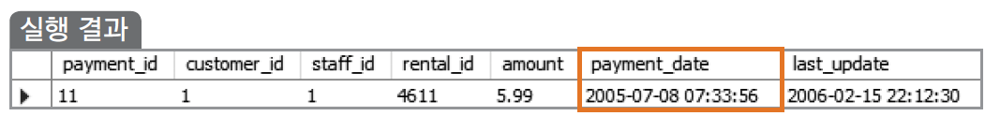 실행 결과
payment_id customer_id staff_id rental_id amount payment_date last_update
11 1 1 4611 5.99 2005-07-08 07:33:56 2006-02-15 22:12:30